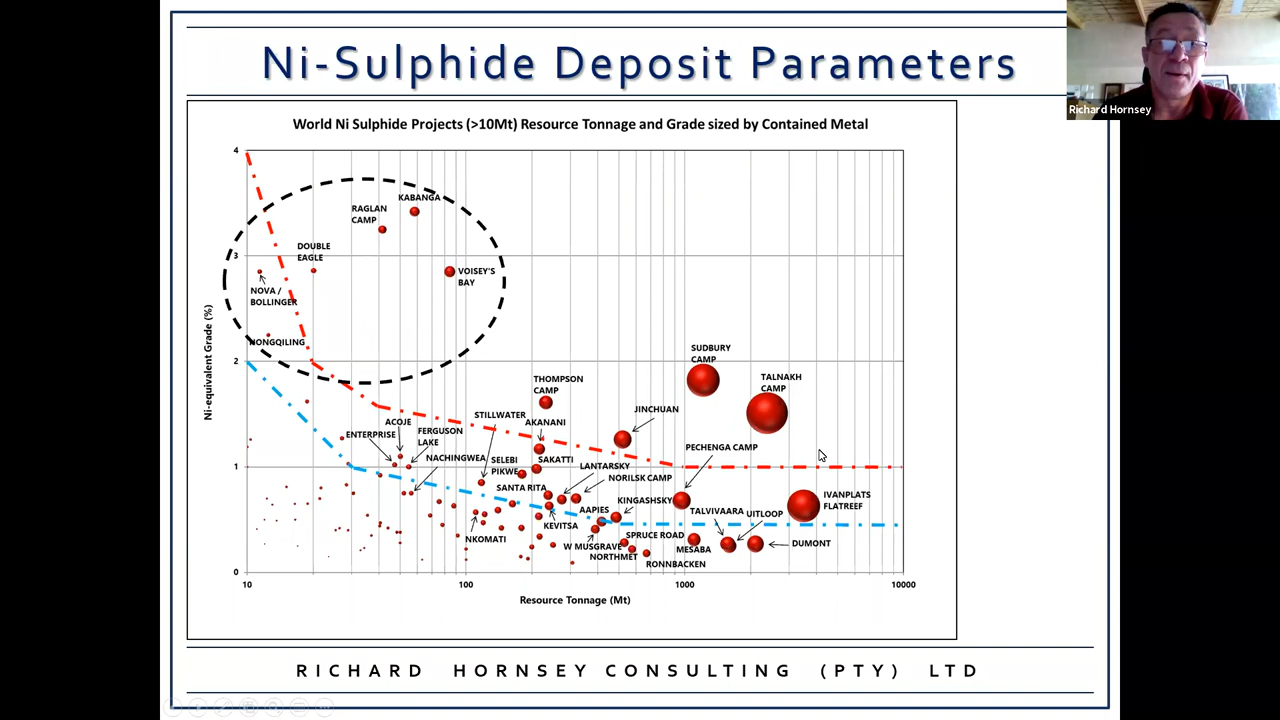 Ni-Sulphide Deposit Parameters
Richard Hornsey
World Ni Sulphide Projects (>10Mt) Resource Tonnage and Grade sized by Contained Metal
4
KABANGA
RAGLAN
CAMP
DOUBLE
EAGLE
3
VOISEY'S
BAY
NOVA /
BOLLINGER
HONGQILING
Ni-equivalent Grade (%)
2
SUDBURY
CAMP
TALNAKH
CAMP
THOMPSON
CAMP
JINCHUAN
STILLWATER
AKANANI
ACOJE
ENTERPRISE
FERGUSON
LAKE
PECHENGA CAMP
NACHINGWEA
SELEBI
PIKWE
SAKATTI
LANTARSKY
1
NORILSK CAMP
SANTA RITA
KINGASHSKY
IVANPLATS
FLATREEF
AAPIES
TALVIVAARA
UITLOOP
KEVITSA
NKOMATI
SPRUCE ROAD
W MUSGRAVE
MESABA
DUMONT
NORTHMET
RONNBACKEN
0
10
100
1000
10000
Resource Tonnage (Mt)
RICHARD HORNSEY CONSULTING (PTY) LTD